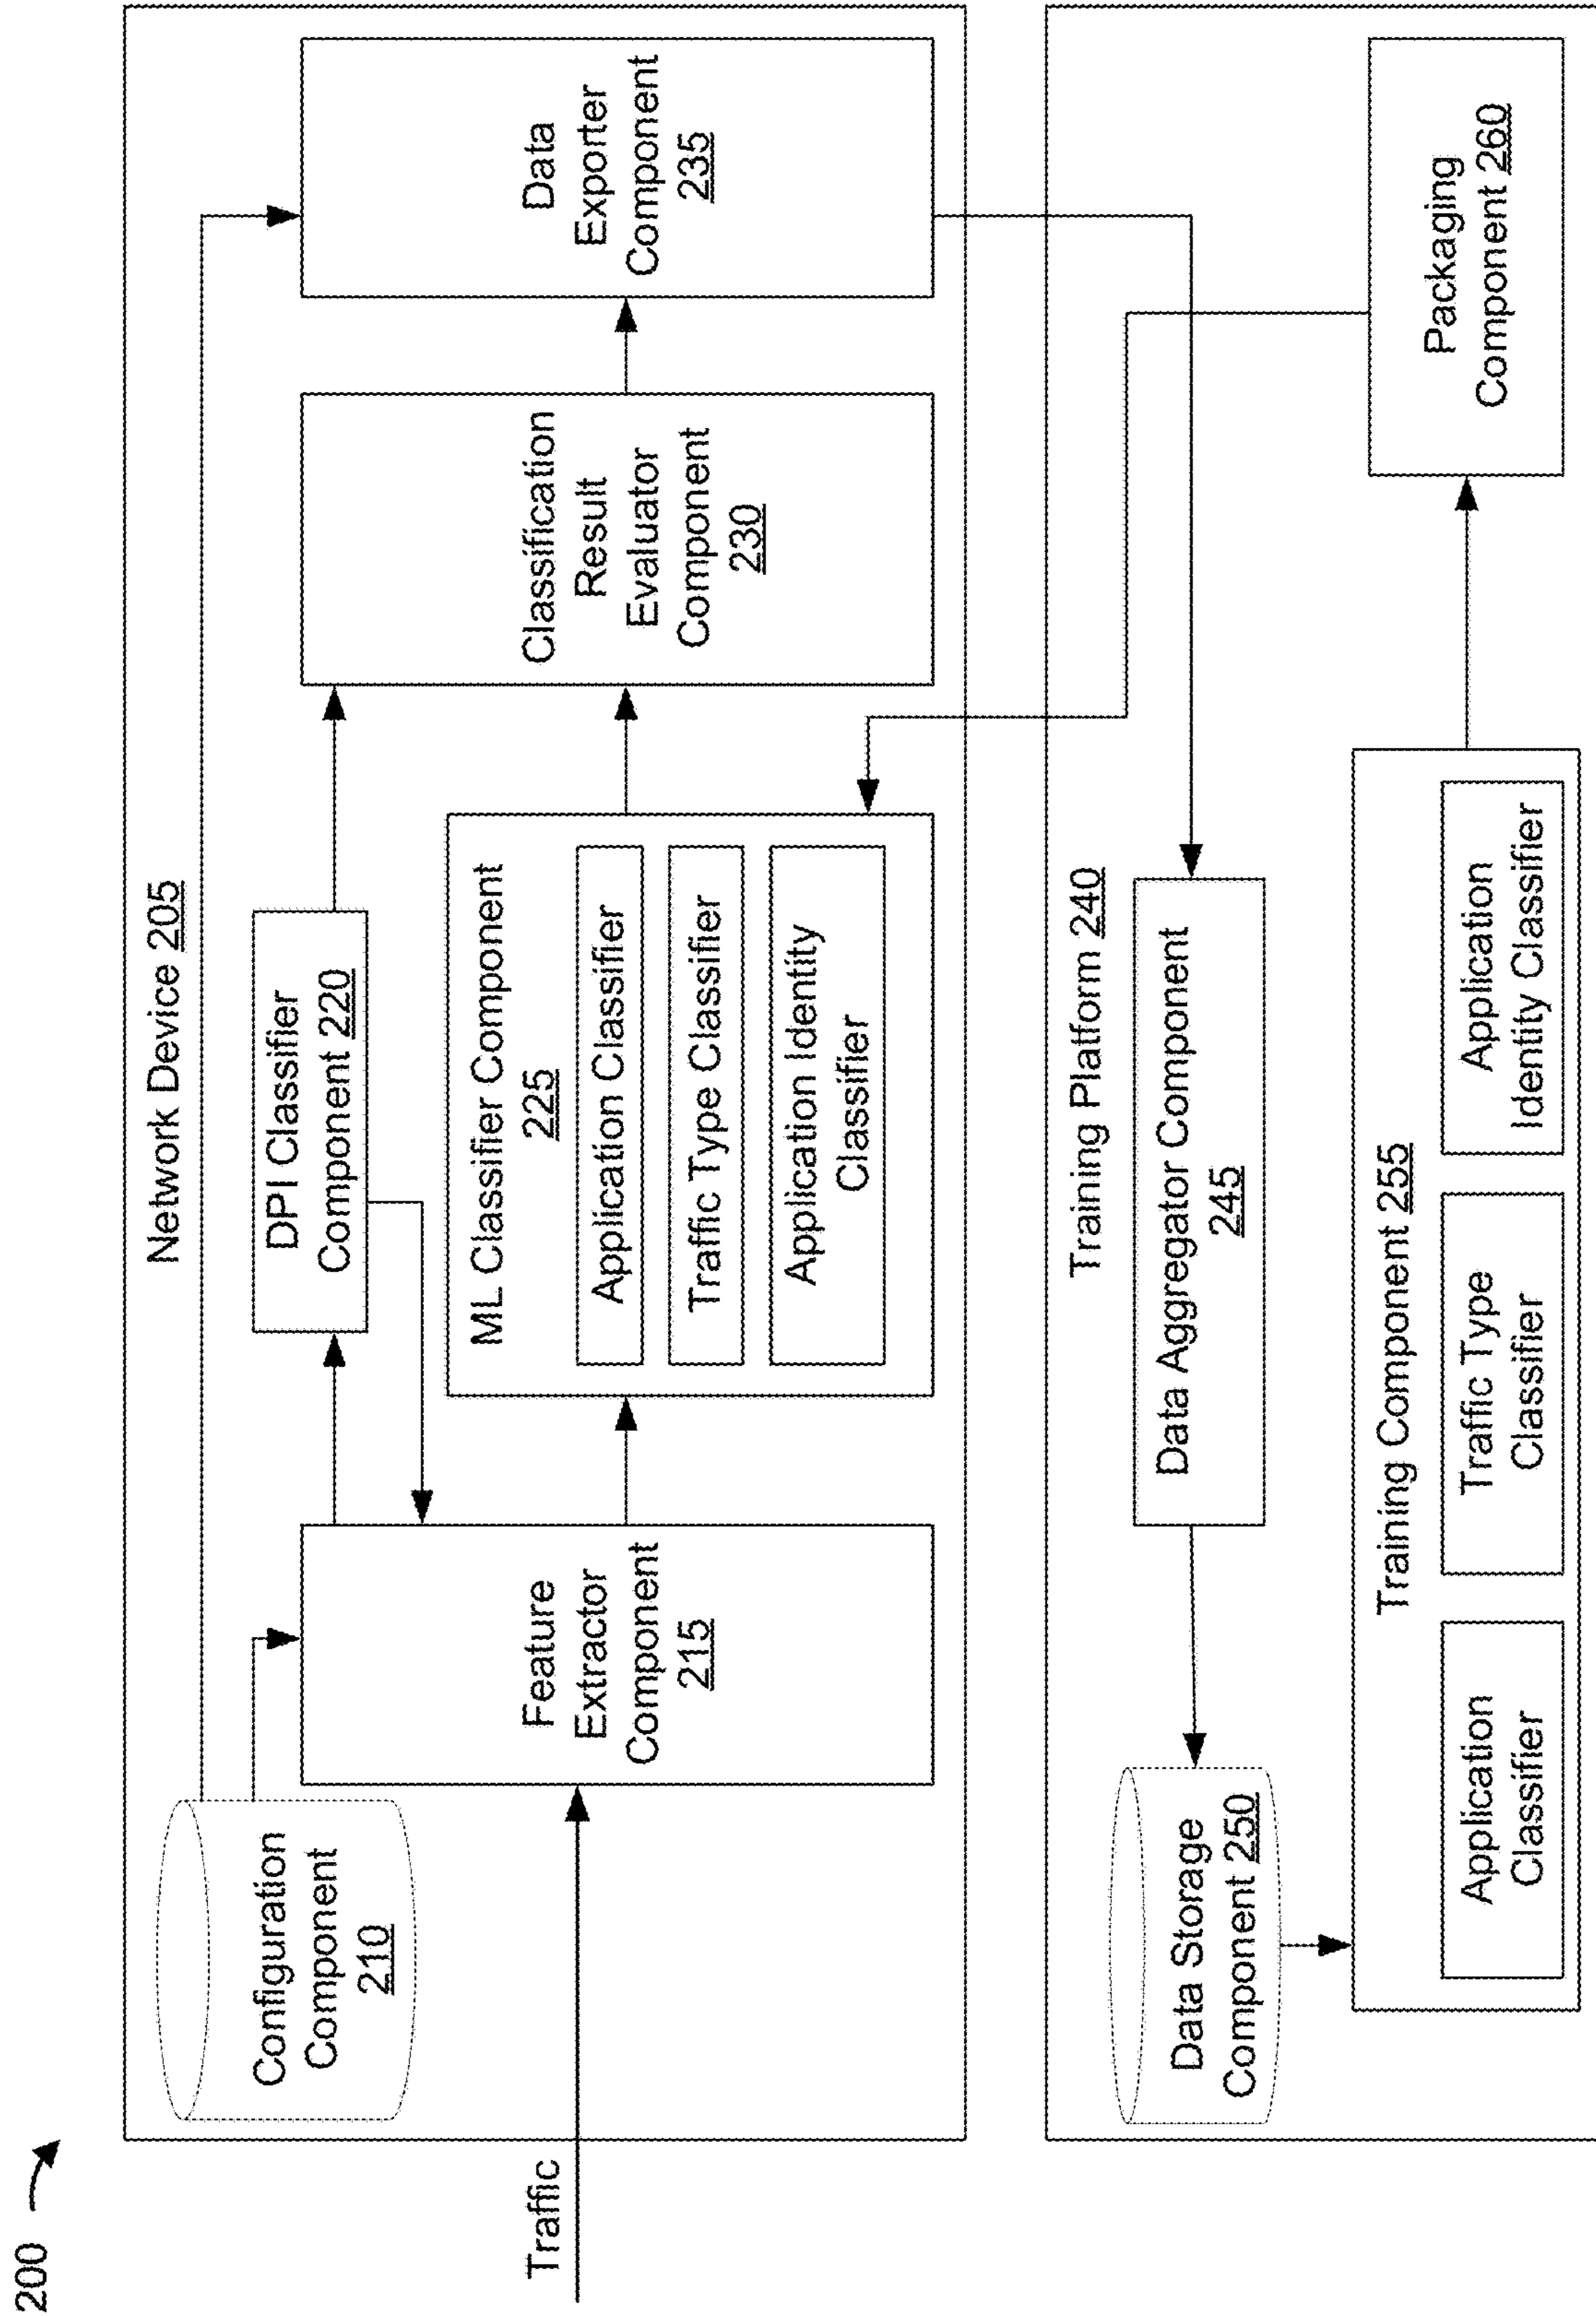 200
Network Device 205
Configuration
Component
210
Traffic
Feature
Extractor
Component
215
DPI Classifier
Component 220
ML Classifier Component
225
Application Classifier
Traffic Type Classifier
Application Identity
Classifier
Classification
Result
Evaluator
Component
230
Data
Exporter
Component
235
Training Platform 240
Data Storage
Component 250
Data Aggregator Component
245
Training Component 255
Application
Classifier
Traffic Type
Classifier
Application
Identity Classifier
Packaging
Component 260